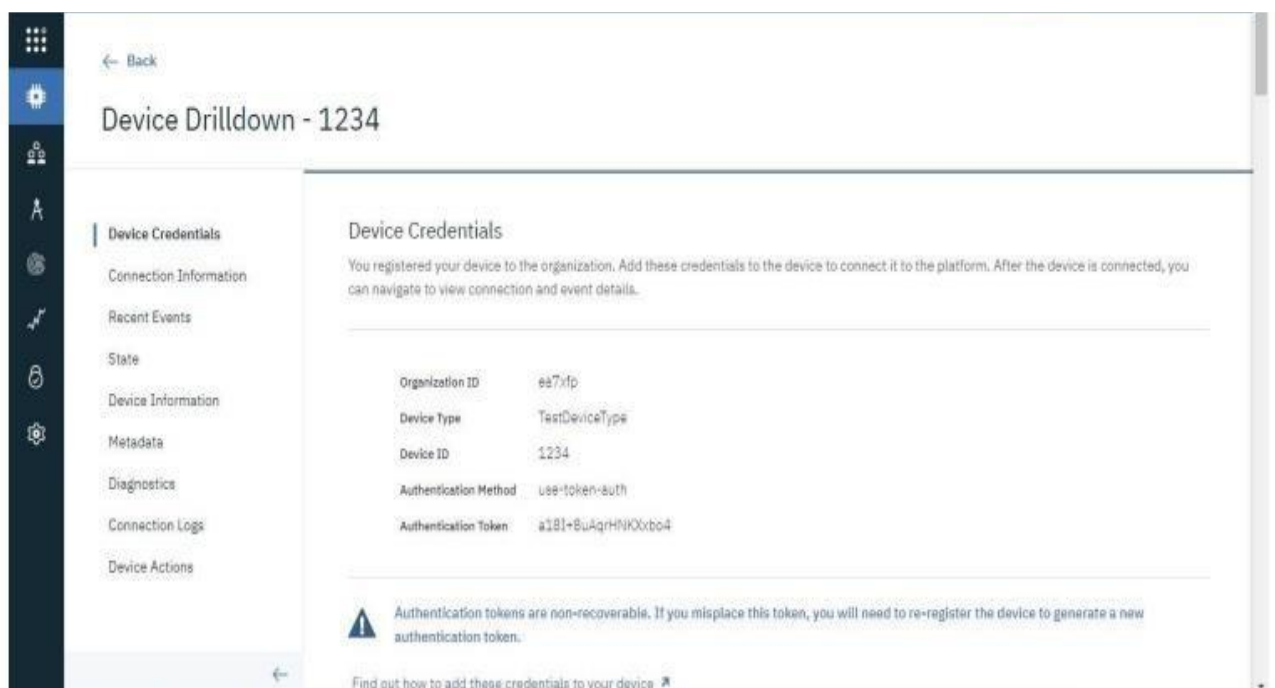 ← Back
Device Drilldown - 1234
Device Credentials
Connection Information
Recent Events
State
Device Information
Metadata
Diagnostics
Connection Logs
Device Actions
←
Device Credentials
You registered your device to the organization. Add these credentials to the device to connect it to the platform. After the device is connected, you
can navigate to view connection and event details.
Organization ID ea7xfp
Device Type TestDeviceType
Device ID 1234
Authentication Method use-token-auth
Authentication Token
Authentication tokens are non-recoverable. If you misplace this token, you will need to re-register the device to generate a new
authentication token.
Find out how to add these credentials to your device